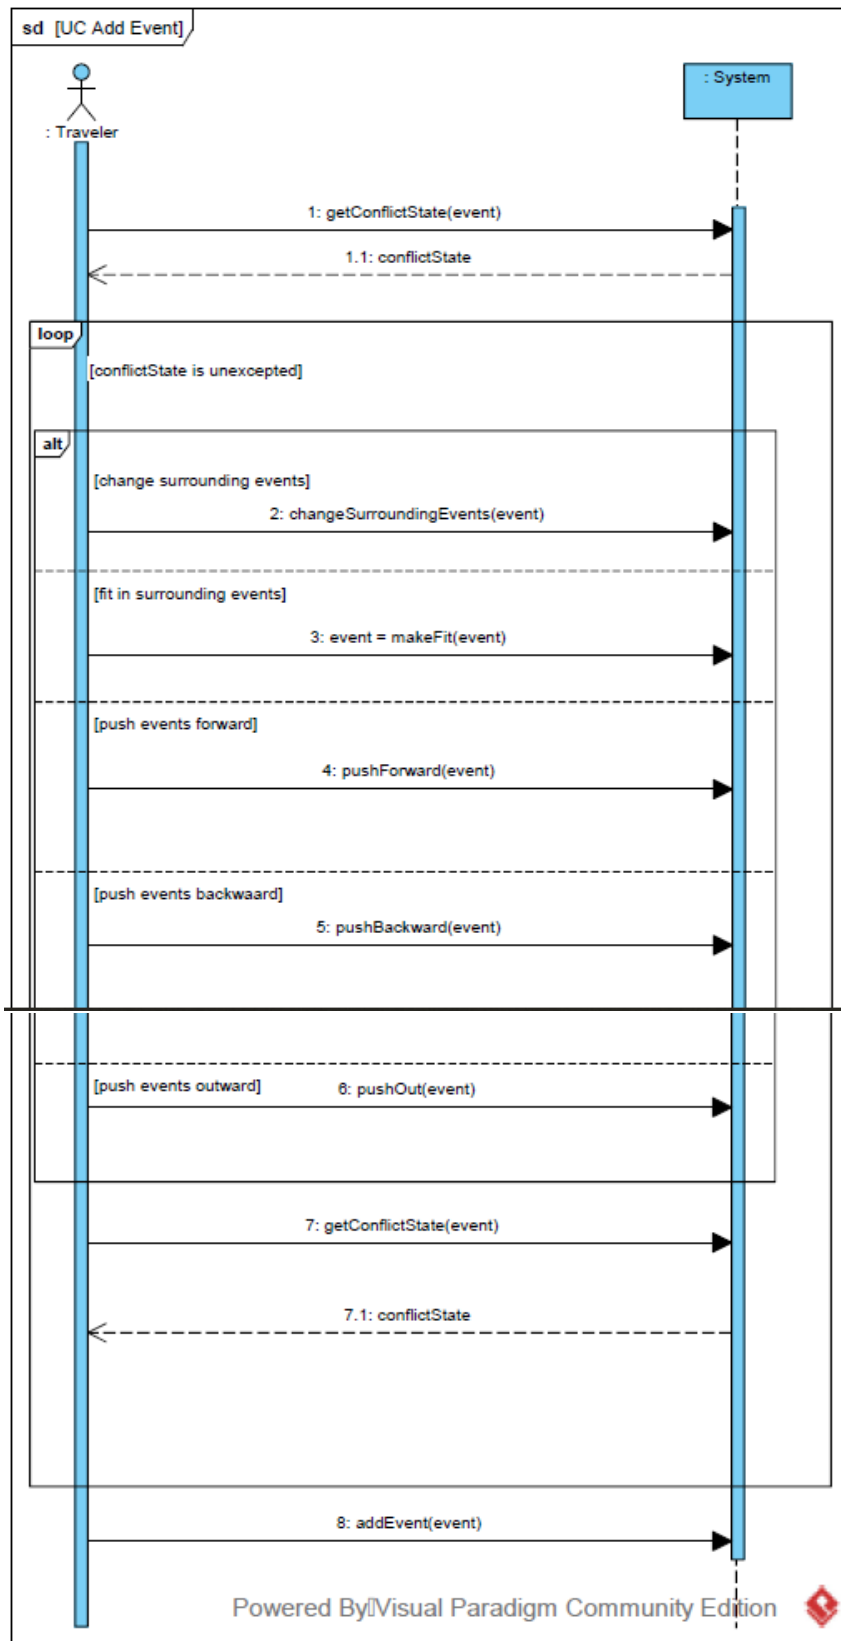 sd [UC Add Event]
: Traveler
: System
1: getConflictState(event)
1.1: conflictState
loop
[conflictState is unexcepted]
alt
[change surrounding events]
2: changeSurroundingEvents(event)
[fit in surrounding events]
3: event = makeFit(event)
[push events forward]
4: pushForward(event)
[push events backwaard]
5: pushBackward(event)
[push events outward]
6: pushOut(event)
7: getConflictState(event)
7.1: conflictState
8: addEvent(event)
Powered By Visual Paradigm Community Edition